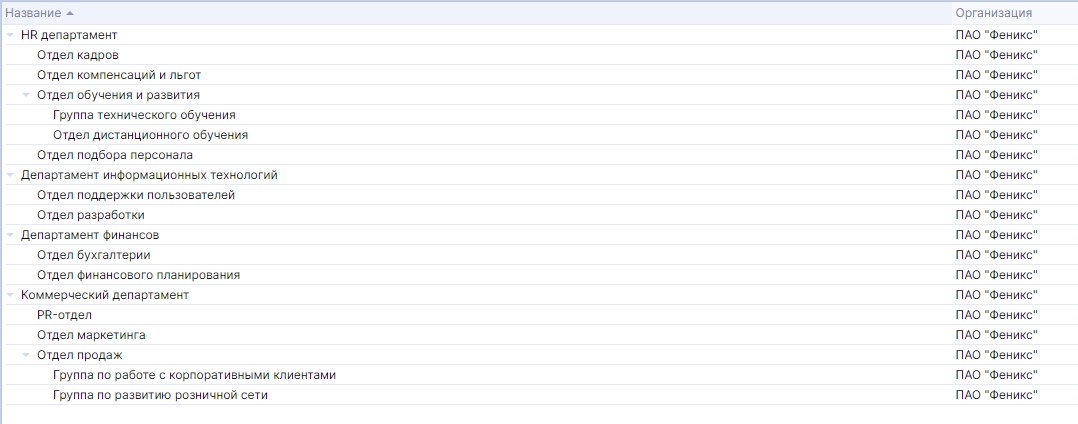 Название Организация
HR департамент ПАО "Феникс"
Отдел кадров ПАО "Феникс"
Отдел компенсаций и льгот ПАО "Феникс"
Отдел обучения и развития ПАО "Феникс"
Группа технического обучения ПАО "Феникс"
Отдел дистанционного обучения ПАО "Феникс"
Отдел подбора персонала ПАО "Феникс"
Департамент информационных технологий ПАО "Феникс"
Отдел поддержки пользователей ПАО "Феникс"
Отдел разработки ПАО "Феникс"
Департамент финансов ПАО "Феникс"
Отдел бухгалтерии ПАО "Феникс"
Отдел финансового планирования ПАО "Феникс"
Коммерческий департамент ПАО "Феникс"
PR-отдел ПАО "Феникс"
Отдел маркетинга ПАО "Феникс"
Отдел продаж ПАО "Феникс"
Группа по работе с корпоративными клиентами ПАО "Феникс"
Группа по развитию розничной сети ПАО "Феникс"